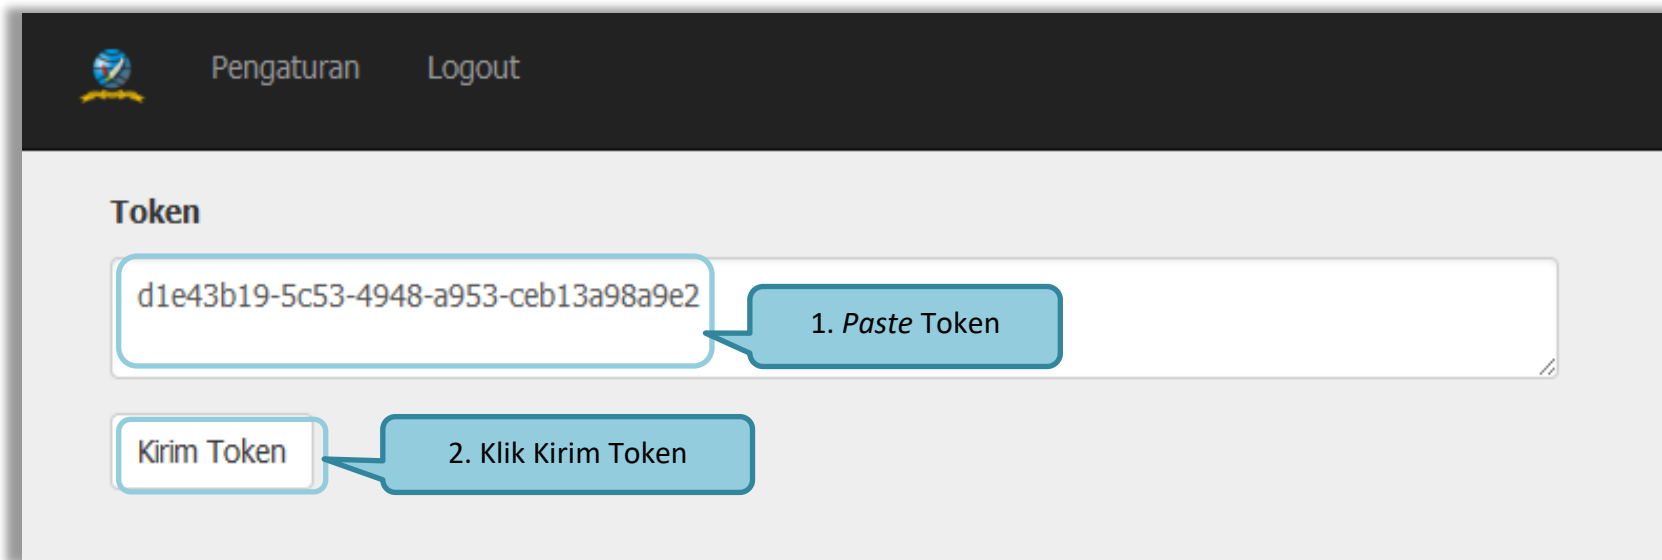 Pengaturan Logout
Token
d1e43b19-5c53-4948-a953-ceb13a98a9e2
1. Paste Token
Kirim Token
2. Klik Kirim Token